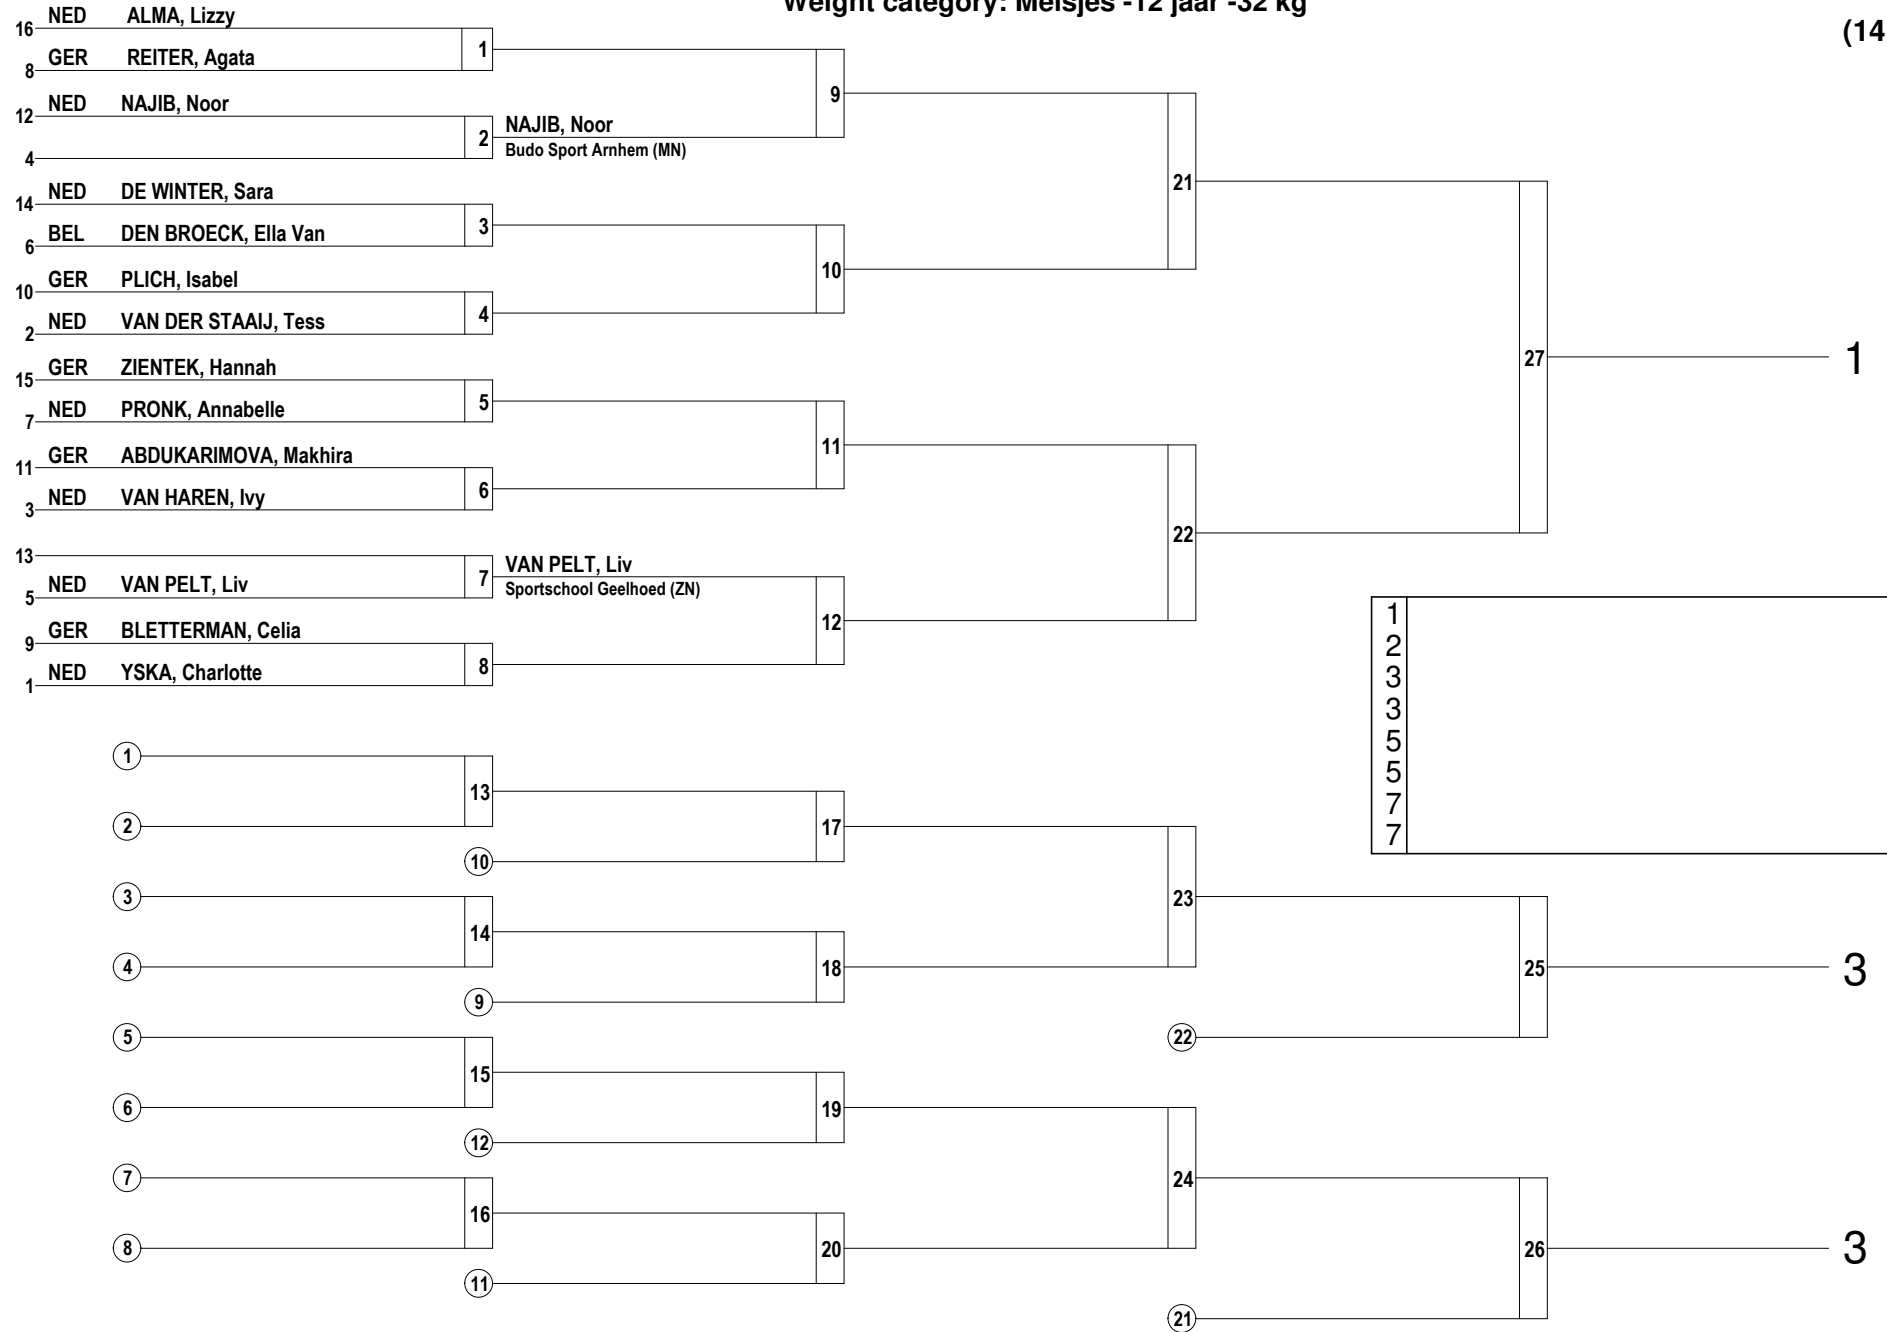 Weight category: Meisjes -12 jaar -32 kg
(14
16 NED ALMA, Lizzy
1
8 GER REITER, Agata
9
12 NED NAJIB, Noor
2 NAJIB, Noor
Budo Sport Arnhem (MN)
4
21
14 NED DE WINTER, Sara
3
6 BEL DEN BROECK, Ella Van
10
10 GER PLICH, Isabel
4
2 NED VAN DER STAAIJ, Tess
27
1
15 GER ZIENTEK, Hannah
5
7 NED PRONK, Annabelle
11
11 GER ABDUKARIMOVA, Makhira
6
3 NED VAN HAREN, Ivy
22
13
7 VAN PELT, Liv
Sportschool Geelhoed (ZN)
5 NED VAN PELT, Liv
12
9 GER BLETTERMAN, Celia
8
1 NED YSKA, Charlotte
1
2
3
3
5
5
7
7
1
13
2
17
10
3
23
14
4
18
25
3
9
5
22
15
6
19
12
7
24
16
8
20
26
3
11
21